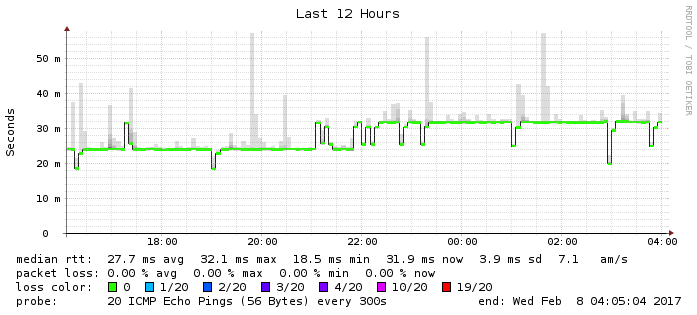 Last 12 Hours
RRDTOOL / TOBI OETIKER
Seconds
50 m
40 m
30 m
20 m
10 m
0
18:00 20:00 22:00 00:00 02:00 04:00
median rtt: 27.7 ms avg 32.1 ms max 18.5 ms min 31.9 ms now 3.9 ms sd 7.1 am/s
packet loss: 0.00 % avg 0.00 % max 0.00 % min 0.00 % now
loss color: 0 1/20 2/20 3/20 4/20 10/20 19/20
probe: 20 ICMP Echo Pings (56 Bytes) every 300s end: Wed Feb 8 04:05:04 2017